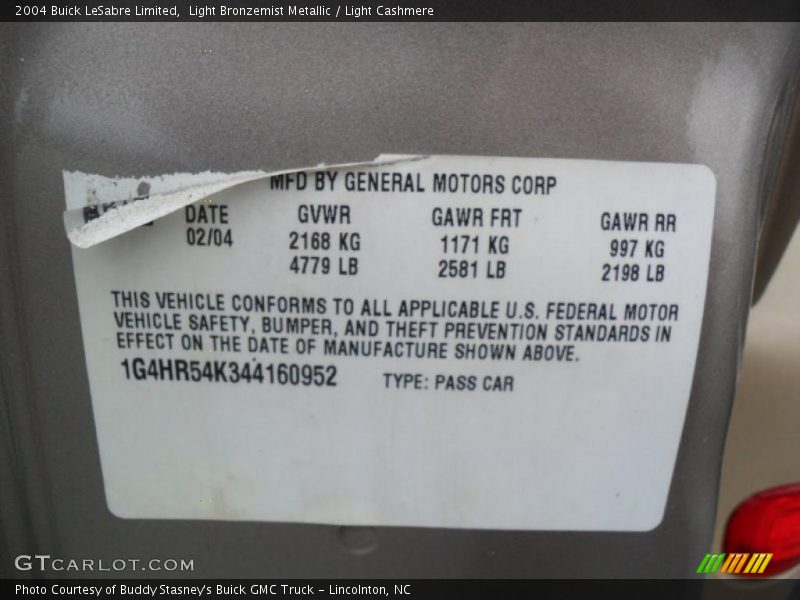 2004 Buick LeSabre Limited,  Light Bronzemist Metallic / Light Cashmere
MFD BY GENERAL MOTORS CORP
DATE GVWR GAWR FRT GAWR RR
02/04 2168 KG 1171 KG 997 KG
4779 LB 2581 LB 2198 LB
THIS VEHICLE CONFORMS TO ALL APPLICABLE U.S. FEDERAL MOTOR
VEHICLE SAFETY, BUMPER, AND THEFT PREVENTION STANDARDS IN
EFFECT ON THE DATE OF MANUFACTURE SHOWN ABOVE.
1G4HR54K344160952 TYPE: PASS CAR
GTCARLOT.COM
Photo Courtesy of Buddy Stasney's Buick GMC Truck - Lincolnton, NC